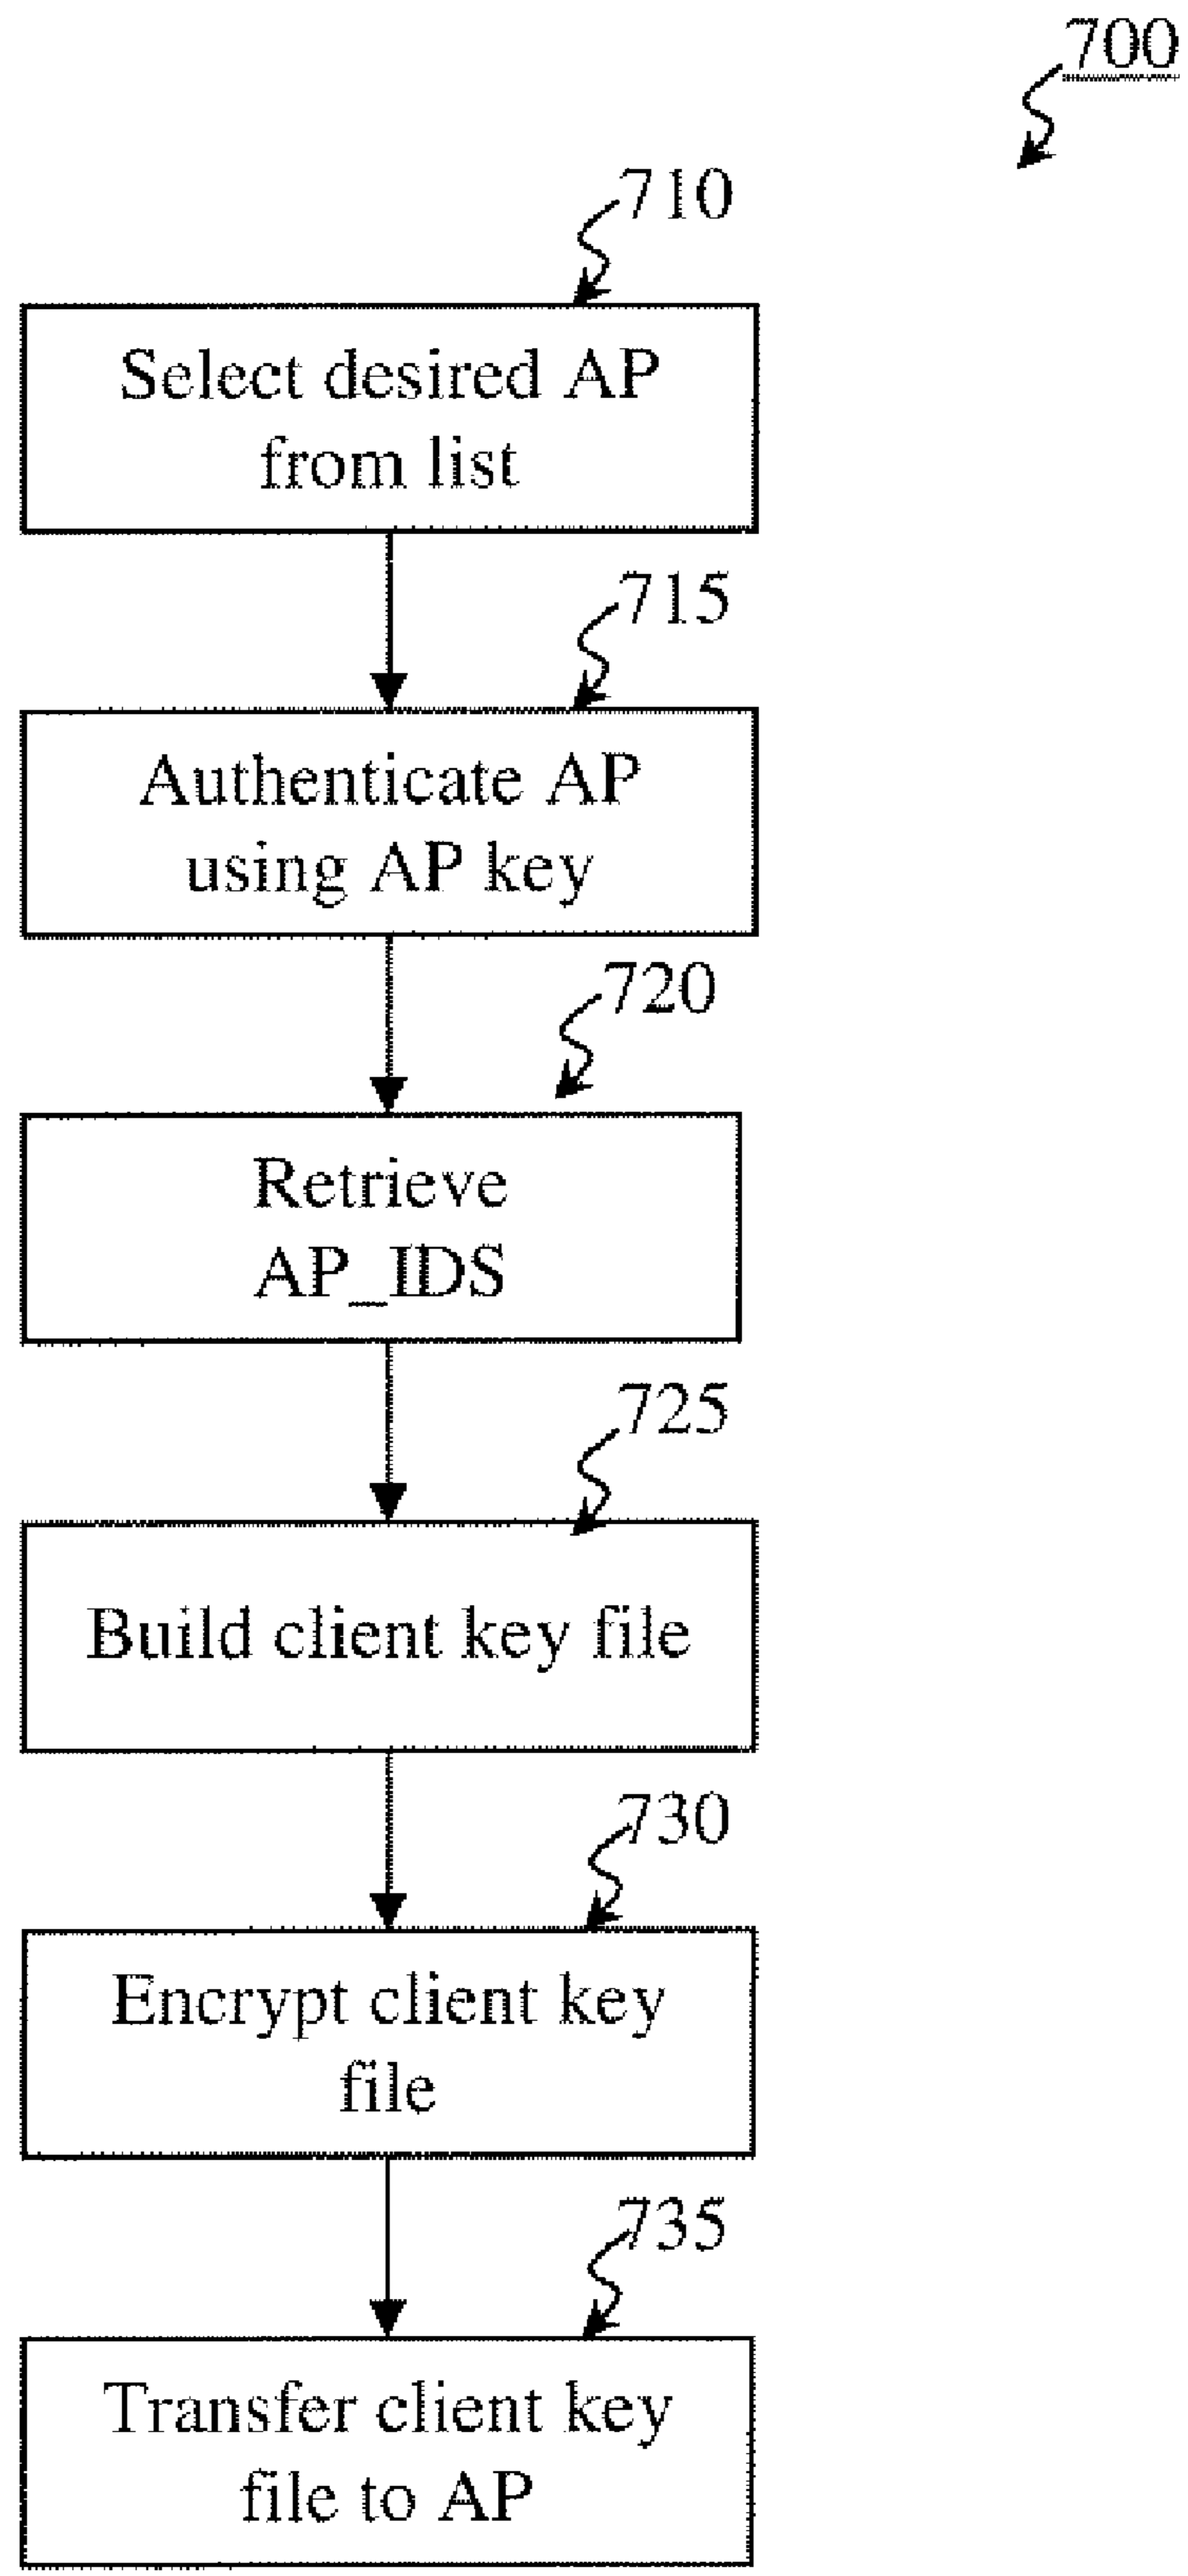 700
710
Select desired AP
from list
715
Authenticate AP
using AP key
720
Retrieve
AP_IDS
725
Build client key file
730
Encrypt client key
file
735
Transfer client key
file to AP